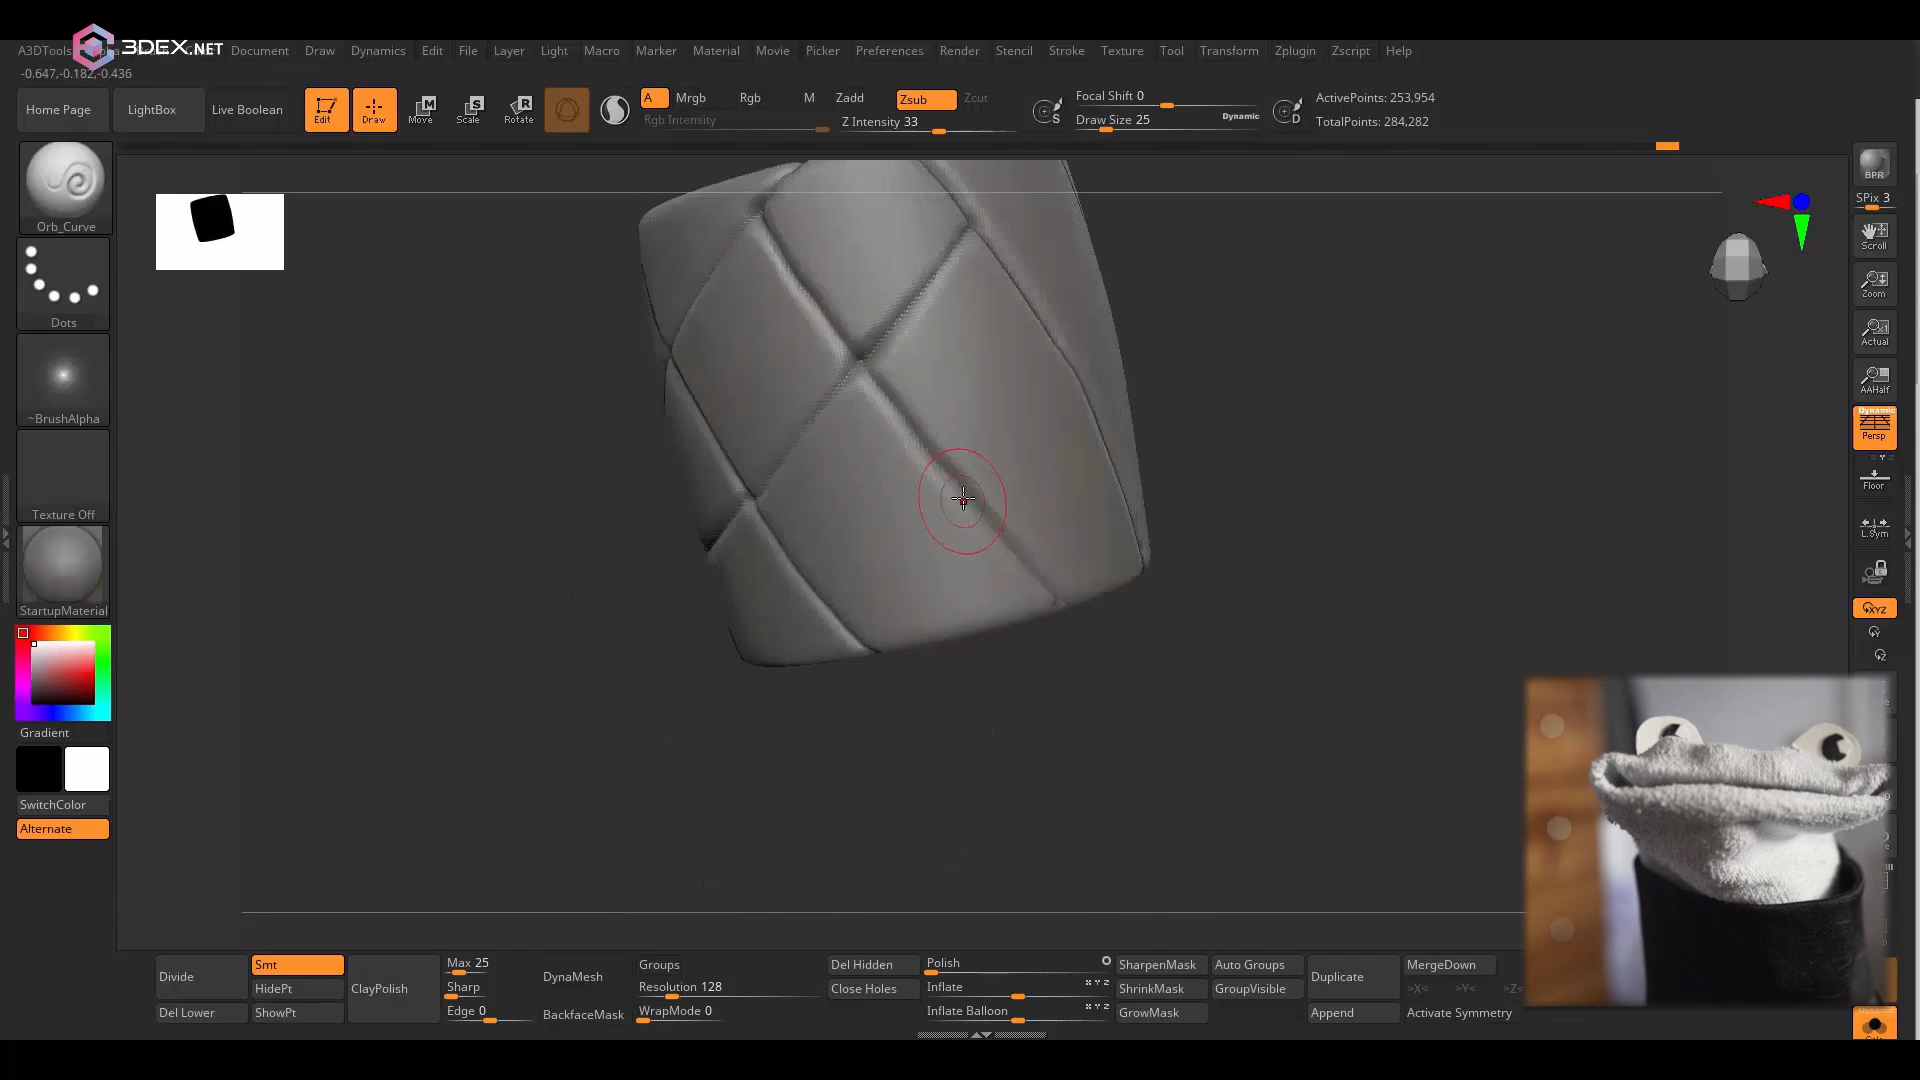 3DEX.NET
A3DTools Document Draw Dynamics Edit File Layer Light Macro Marker Material Movie Picker Preferences Render Stencil Stroke Texture Tool Transform Zplugin Zscript Help
-0.647,-0.182,-0.436
Home Page LightBox Live Boolean Edit Draw Move Scale Rotate
M S R
A Mrgb Rgb M Zadd Zsub Zcut
Rgb Intensity Z Intensity 33
S Focal Shift 0
Draw Size 25 Dynamic D
ActivePoints: 253,954
TotalPoints: 284,282
Orb_Curve
Dots
~BrushAlpha
Texture Off
StartupMaterial
Gradient
SwitchColor
Alternate
BPR
SPix 3
Scroll
Zoom
Actual
AAHalf
Dynamic
Persp
Floor
L.Sym
XYZ
Y
Z
Divide Smt Max 25 Groups Del Hidden Polish SharpenMask Auto Groups MergeDown
ClayPolish DynaMesh Duplicate
HidePt Sharp Resolution 128 Close Holes Inflate ShrinkMask GroupVisible >X< >Y< >Z<
Del Lower ShowPt Edge 0 BackfaceMask WrapMode 0 Inflate Balloon GrowMask Append Activate Symmetry